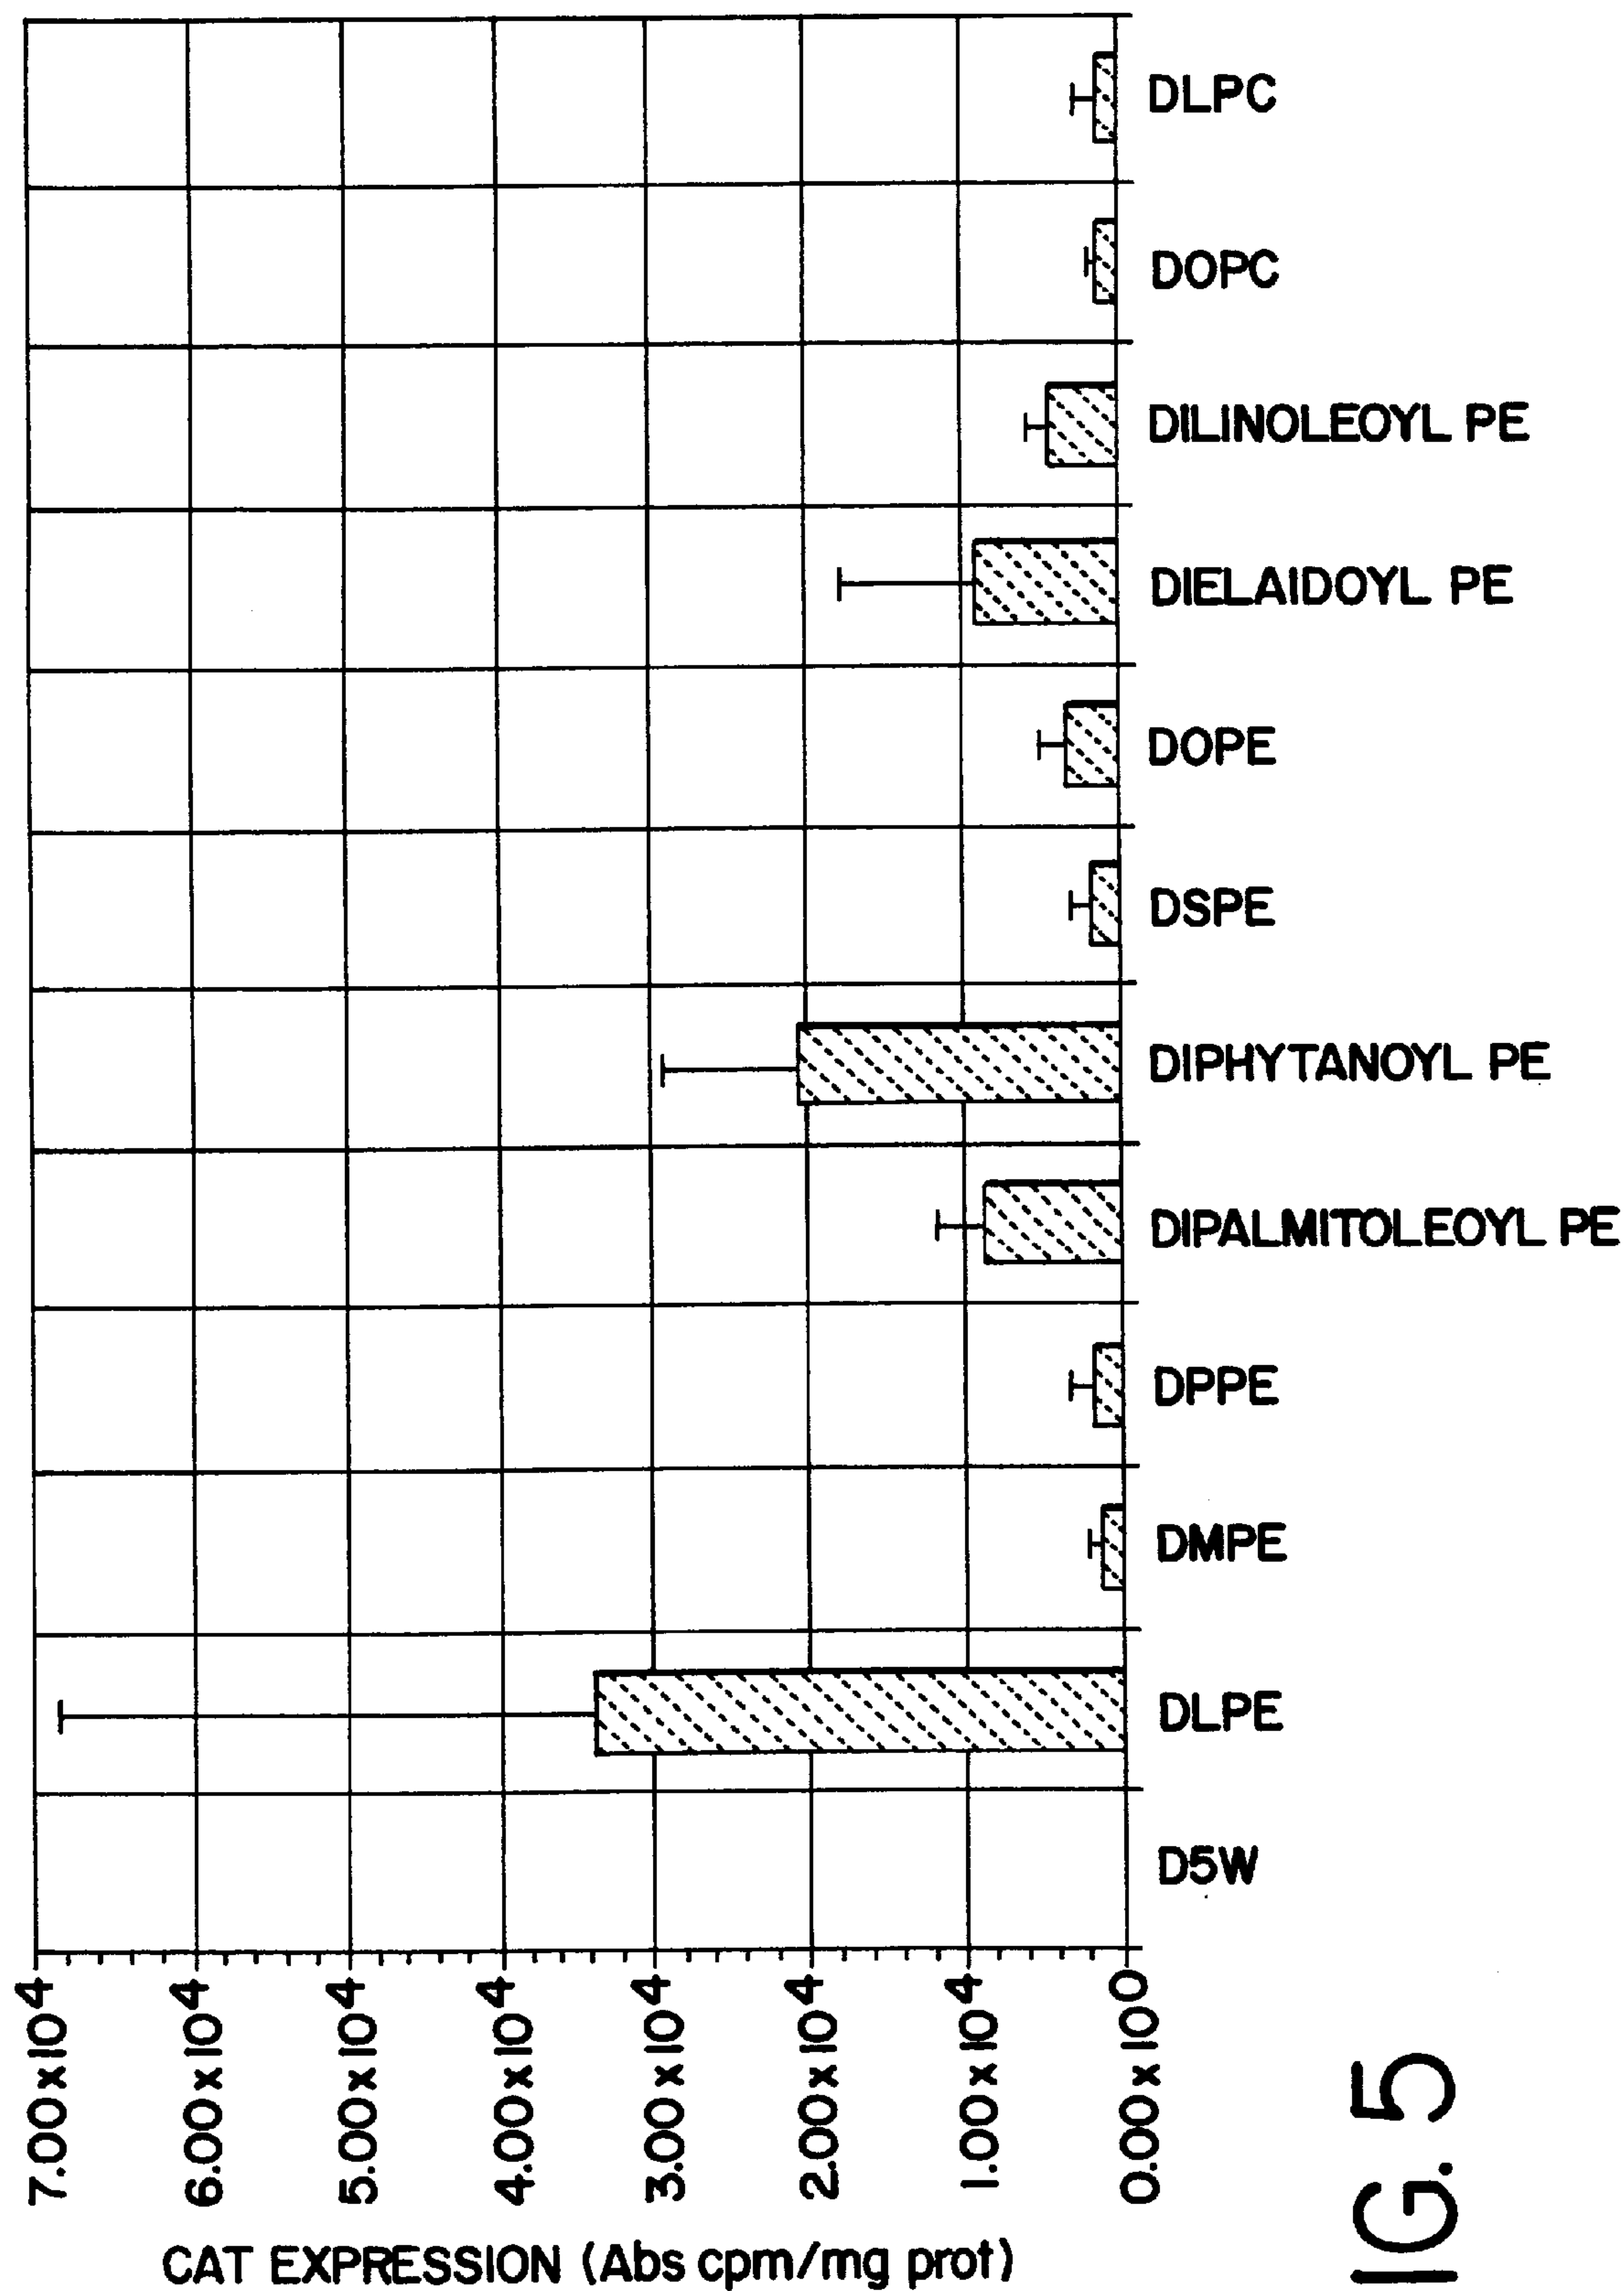 CAT EXPRESSION (Abs cpm/mg prot)
7.00x10⁴
6.00x10⁴
5.00x10⁴
4.00x10⁴
3.00x10⁴
2.00x10⁴
1.00x10⁴
0.00x10⁰
D5W
DLPE
DMPE
DPPE
DIPALMITOLEOYL PE
DIPHYTANOYL PE
DSPE
DOPE
DIELAIDOYL PE
DILINOLEOYL PE
DOPC
DLPC
IG. 5